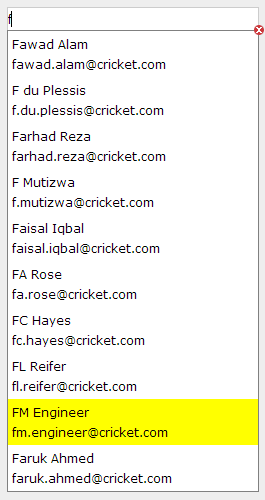 f
Fawad Alam
fawad.alam@cricket.com
F du Plessis
f.du.plessis@cricket.com
Farhad Reza
farhad.reza@cricket.com
F Mutizwa
f.mutizwa@cricket.com
Faisal Iqbal
faisal.iqbal@cricket.com
FA Rose
fa.rose@cricket.com
FC Hayes
fc.hayes@cricket.com
FL Reifer
fl.reifer@cricket.com
FM Engineer
fm.engineer@cricket.com
Faruk Ahmed
faruk.ahmed@cricket.com